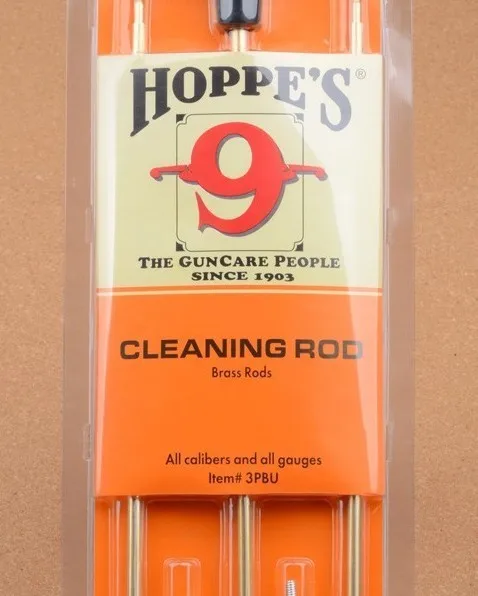 HOPPE'S®
9
THE GUNCARE PEOPLE
SINCE 1903
CLEANING ROD
Brass Rods
All calibers and all gauges
Item# 3PBU